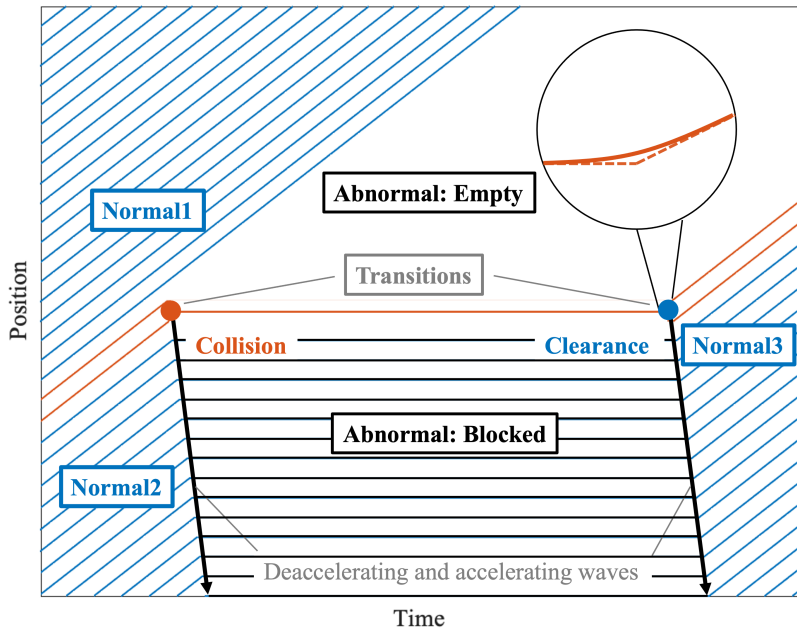 Abnormal: Empty
Normal1
Transitions
Position
Collision
Clearance
Normal3
Abnormal: Blocked
Normal2
Deaccelerating and accelerating waves
Time